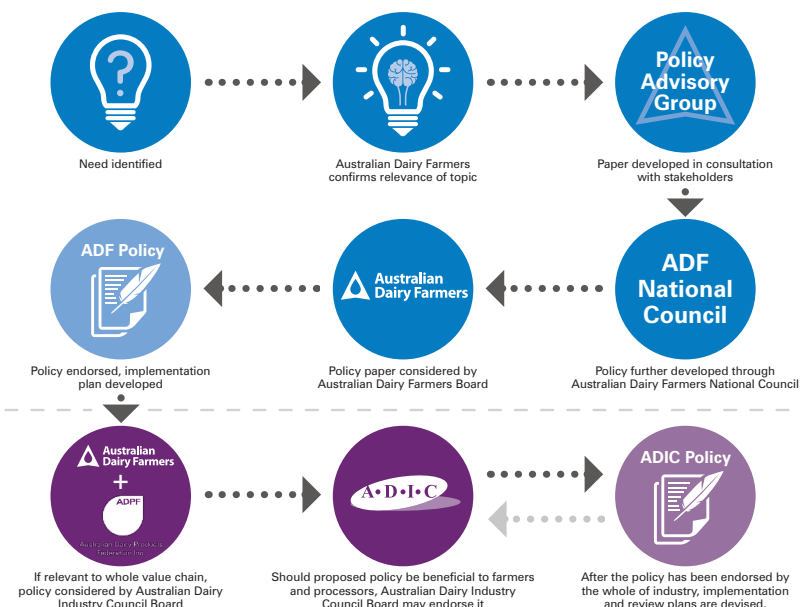 ?
Policy
Advisory
Group
Need identified
Australian Dairy Farmers
confirms relevance of topic
Paper developed in consultation
with stakeholders
ADF Policy
Australian
Dairy Farmers
ADF
National
Council
Policy endorsed, implementation
plan developed
Policy paper considered by
Australian Dairy Farmers Board
Policy further developed through
Australian Dairy Farmers National Council
Australian
Dairy Farmers
+
ADPF
Australian Dairy Products
Federation Inc
A•D•I•C
ADIC Policy
If relevant to whole value chain,
policy considered by Australian Dairy
Industry Council Board
Should proposed policy be beneficial to farmers
and processors, Australian Dairy Industry
Council Board may endorse it
After the policy has been endorsed by
the whole of industry, implementation
and review plans are devised.